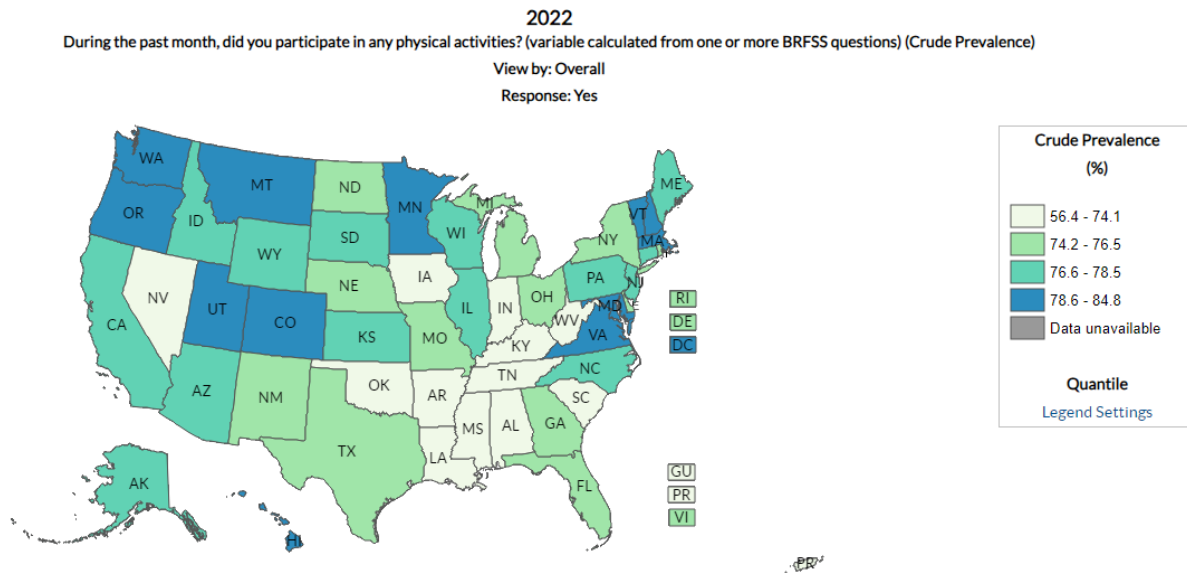 2022
During the past month, did you participate in any physical activities? (variable calculated from one or more BRFSS questions) (Crude Prevalence)
View by: Overall
Response: Yes
Crude Prevalence
(%)
56.4 - 74.1
74.2 - 76.5
76.6 - 78.5
78.6 - 84.8
Data unavailable
Quantile
Legend Settings
WA
MT
ND
MN
ME
OR
ID
SD
WI
MI
VT
NY
MA
WY
IA
PA
NJ
NV
NE
IL
IN
OH
MD
RI
DE
DC
UT
CO
CA
KS
MO
WV
VA
KY
NC
AZ
NM
OK
AR
TN
SC
MS
AL
GA
TX
LA
FL
AK
HI
GU
PR
VI
PR